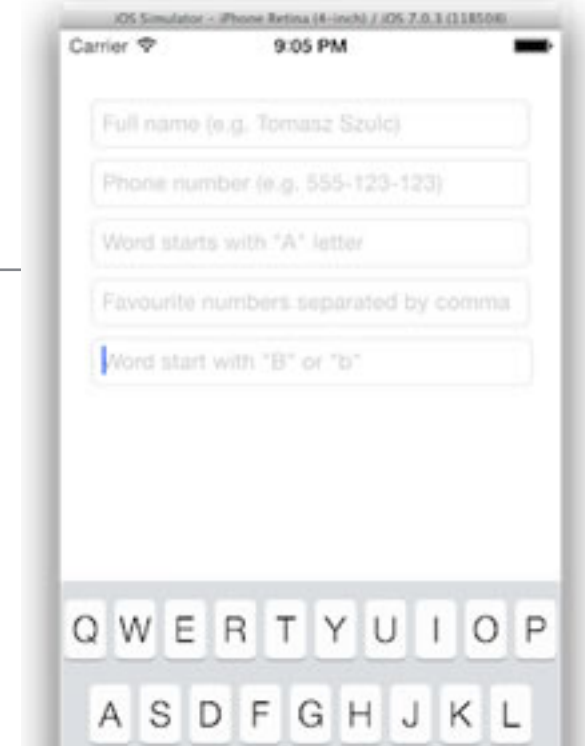 iOS Simulator - iPhone Retina (4-inch) / iOS 7.0.3 (11B508)
Carrier 9:05 PM
Full name (e.g. Tomasz Szulc)
Phone number (e.g. 555-123-123)
Word starts with "A" letter
Favourite numbers separated by comma
Word start with "B" or "b"
Q W E R T Y U I O P
A S D F G H J K L